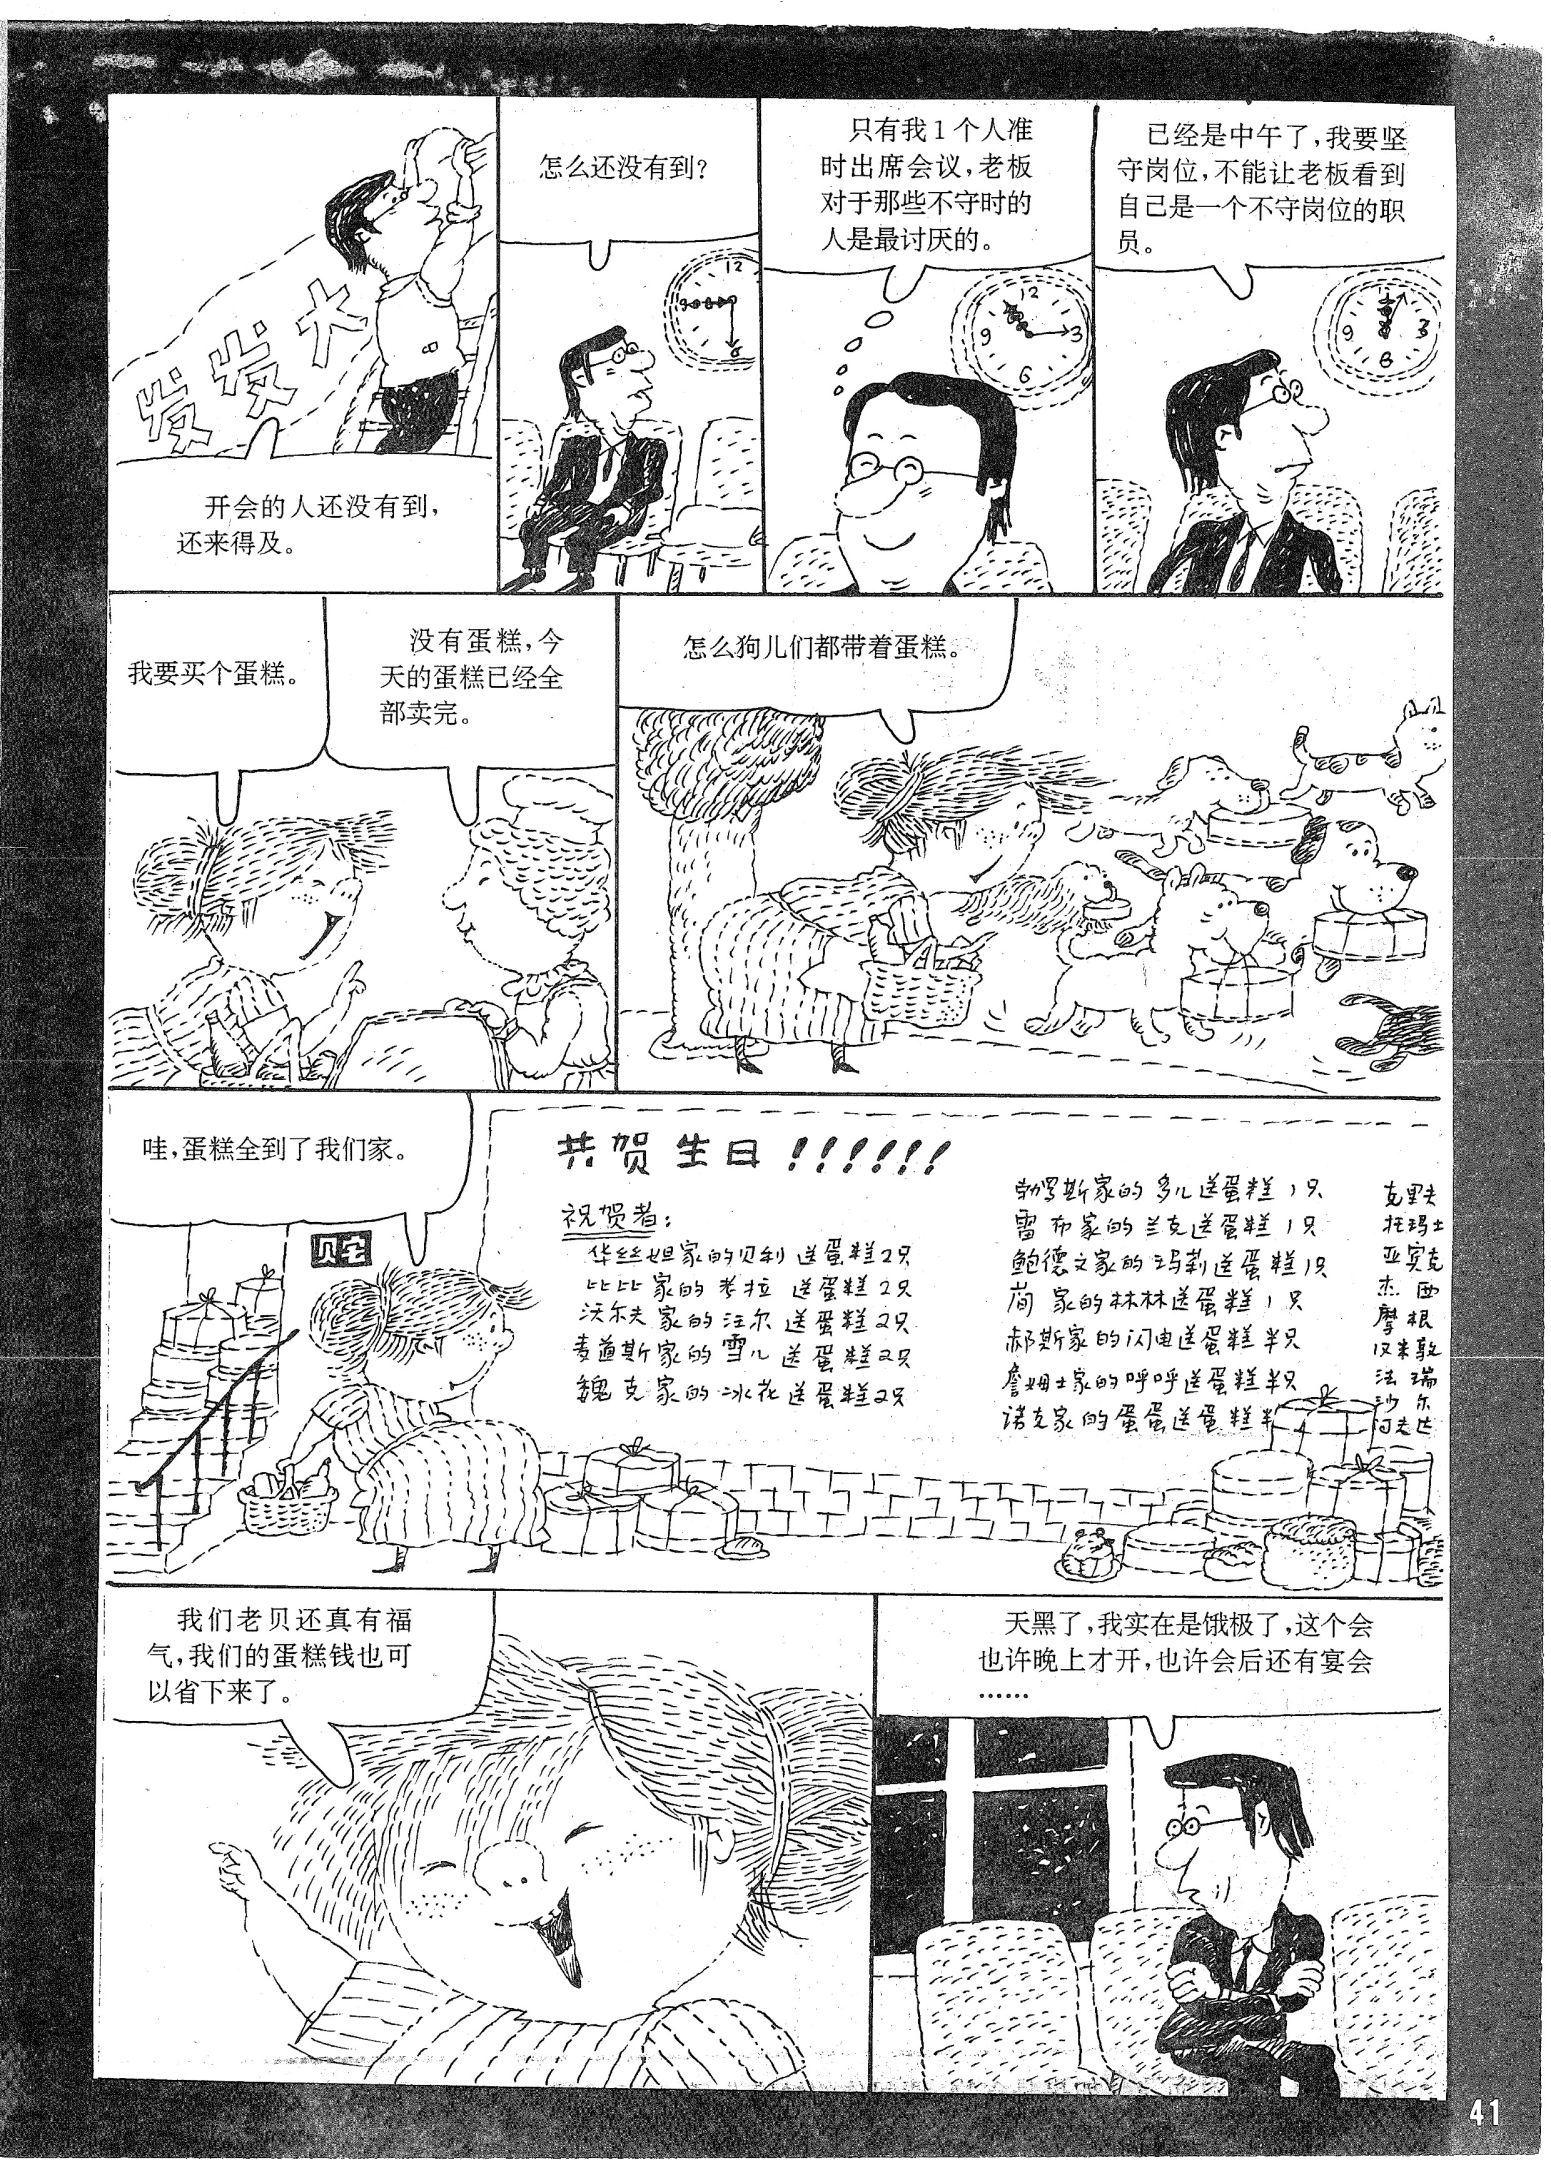 发发大
开会的人还没有到，
还来得及。
怎么还没有到？
12
9
6
只有我1个人准
时出席会议，老板
对于那些不守时的
人是最讨厌的。
12
9
3
6
已经是中午了，我要坚
守岗位，不能让老板看到
自己是一个不守岗位的职
员。
9
3
6
我要买个蛋糕。
没有蛋糕，今
天的蛋糕已经全
部卖完。
怎么狗儿们都带着蛋糕。
哇，蛋糕全到了我们家。
贝宅
共贺生日!!!!!!!
祝贺者：
华丝妲家的贝利送蛋糕2只
比比家的考拉送蛋糕2只
沃尔夫家的汪尔送蛋糕2只
麦道斯家的雪儿送蛋糕2只
魏克家的冰花送蛋糕2只
勃罗斯家的多儿送蛋糕1只
雷布家的兰克送蛋糕1只
鲍德文家的玛莉送蛋糕1只
家的林林送蛋糕1只
郝斯家的闪电送蛋糕半只
詹姆士家的呼呼送蛋糕半只
诺克家的蛋蛋送蛋糕半
克里夫
托玛士
亚宾克
杰西
摩根
汉来敦
法瑞
沙尔
阿夫达
我们老贝还真有福
气，我们的蛋糕钱也可
以省下来了。
天黑了，我实在是饿极了，这个会
也许晚上才开，也许会后还有宴会
……
41